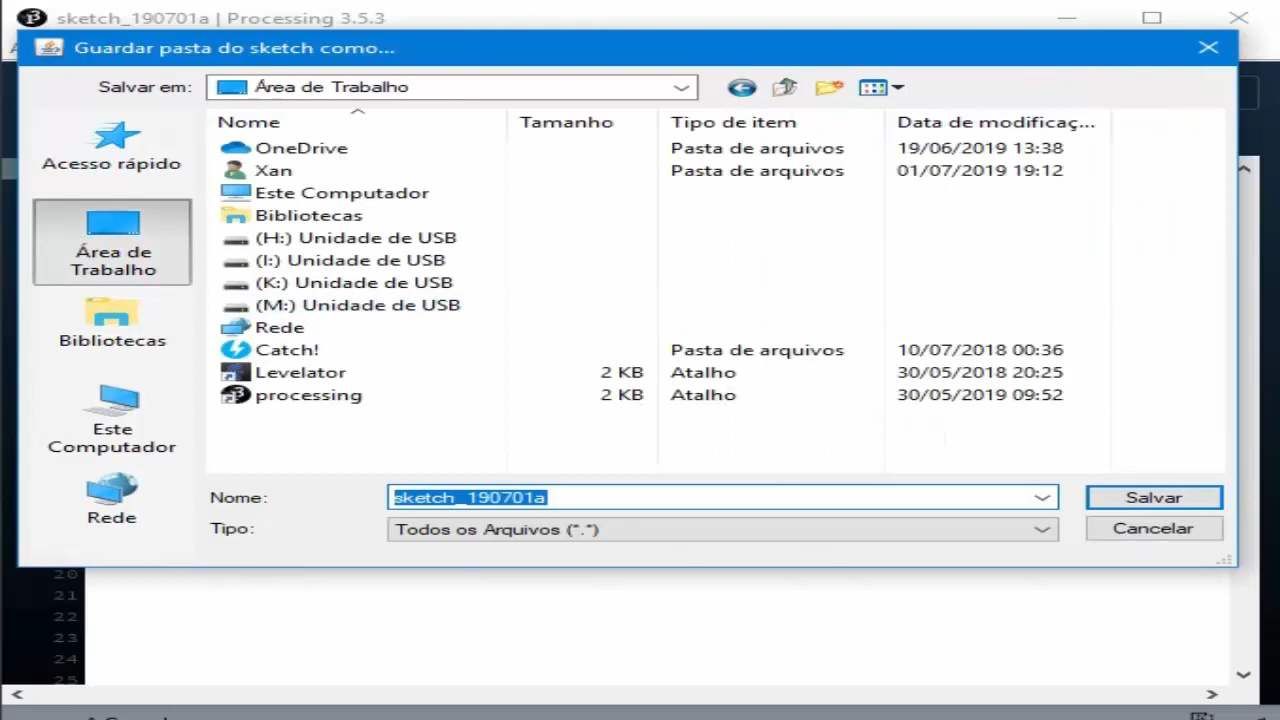 sketch_190701a | Processing 3.5.3
Guardar pasta do sketch como...
Salvar em: Área de Trabalho
Nome Tamanho Tipo de item Data de modificaç...
Acesso rápido
Área de Trabalho
Bibliotecas
Este Computador
Rede
OneDrive Pasta de arquivos 19/06/2019 13:38
Xan Pasta de arquivos 01/07/2019 19:12
Este Computador
Bibliotecas
(H:) Unidade de USB
(I:) Unidade de USB
(K:) Unidade de USB
(M:) Unidade de USB
Rede
Catch! Pasta de arquivos 10/07/2018 00:36
Levelator 2 KB Atalho 30/05/2018 20:25
processing 2 KB Atalho 30/05/2019 09:52
Nome: sketch_190701a Salvar
Tipo: Todos os Arquivos (*.*) Cancelar
20
21
22
23
24
25